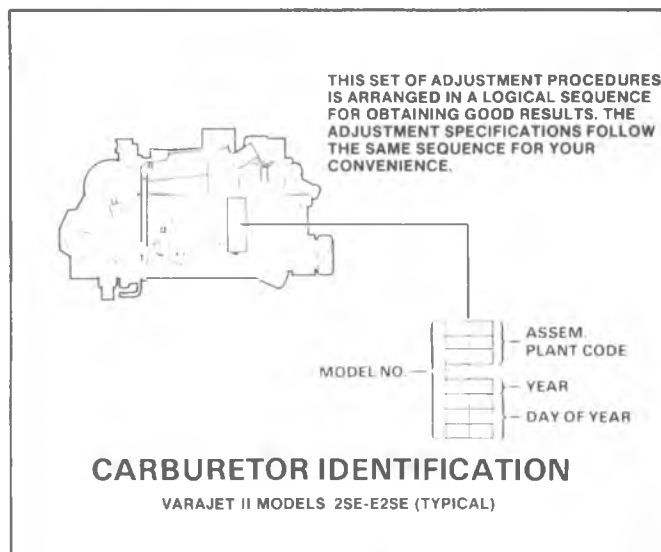 THIS SET OF ADJUSTMENT PROCEDURES
IS ARRANGED IN A LOGICAL SEQUENCE
FOR OBTAINING GOOD RESULTS. THE
ADJUSTMENT SPECIFICATIONS FOLLOW
THE SAME SEQUENCE FOR YOUR
CONVENIENCE.
ASSEM.
PLANT CODE
MODEL NO.
YEAR
DAY OF YEAR
CARBURETOR IDENTIFICATION
VARAJET II MODELS 2SE-E2SE (TYPICAL)